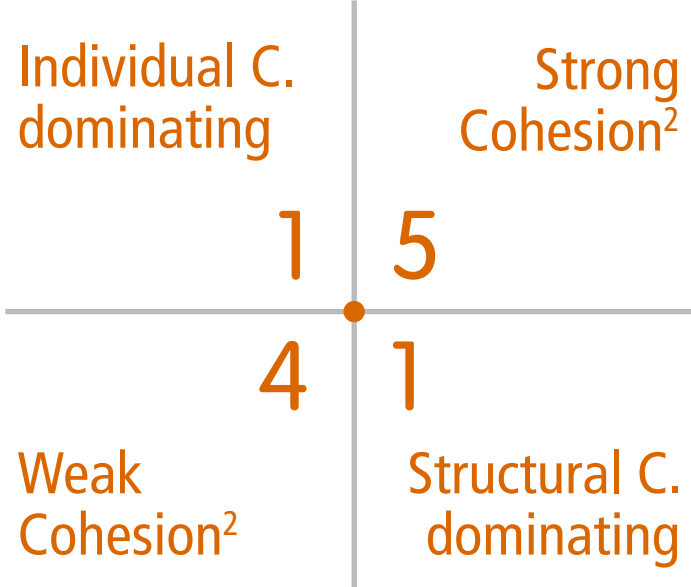 Individual C.
dominating
Strong
Cohesion²
1
5
4
1
Weak
Cohesion²
Structural C.
dominating